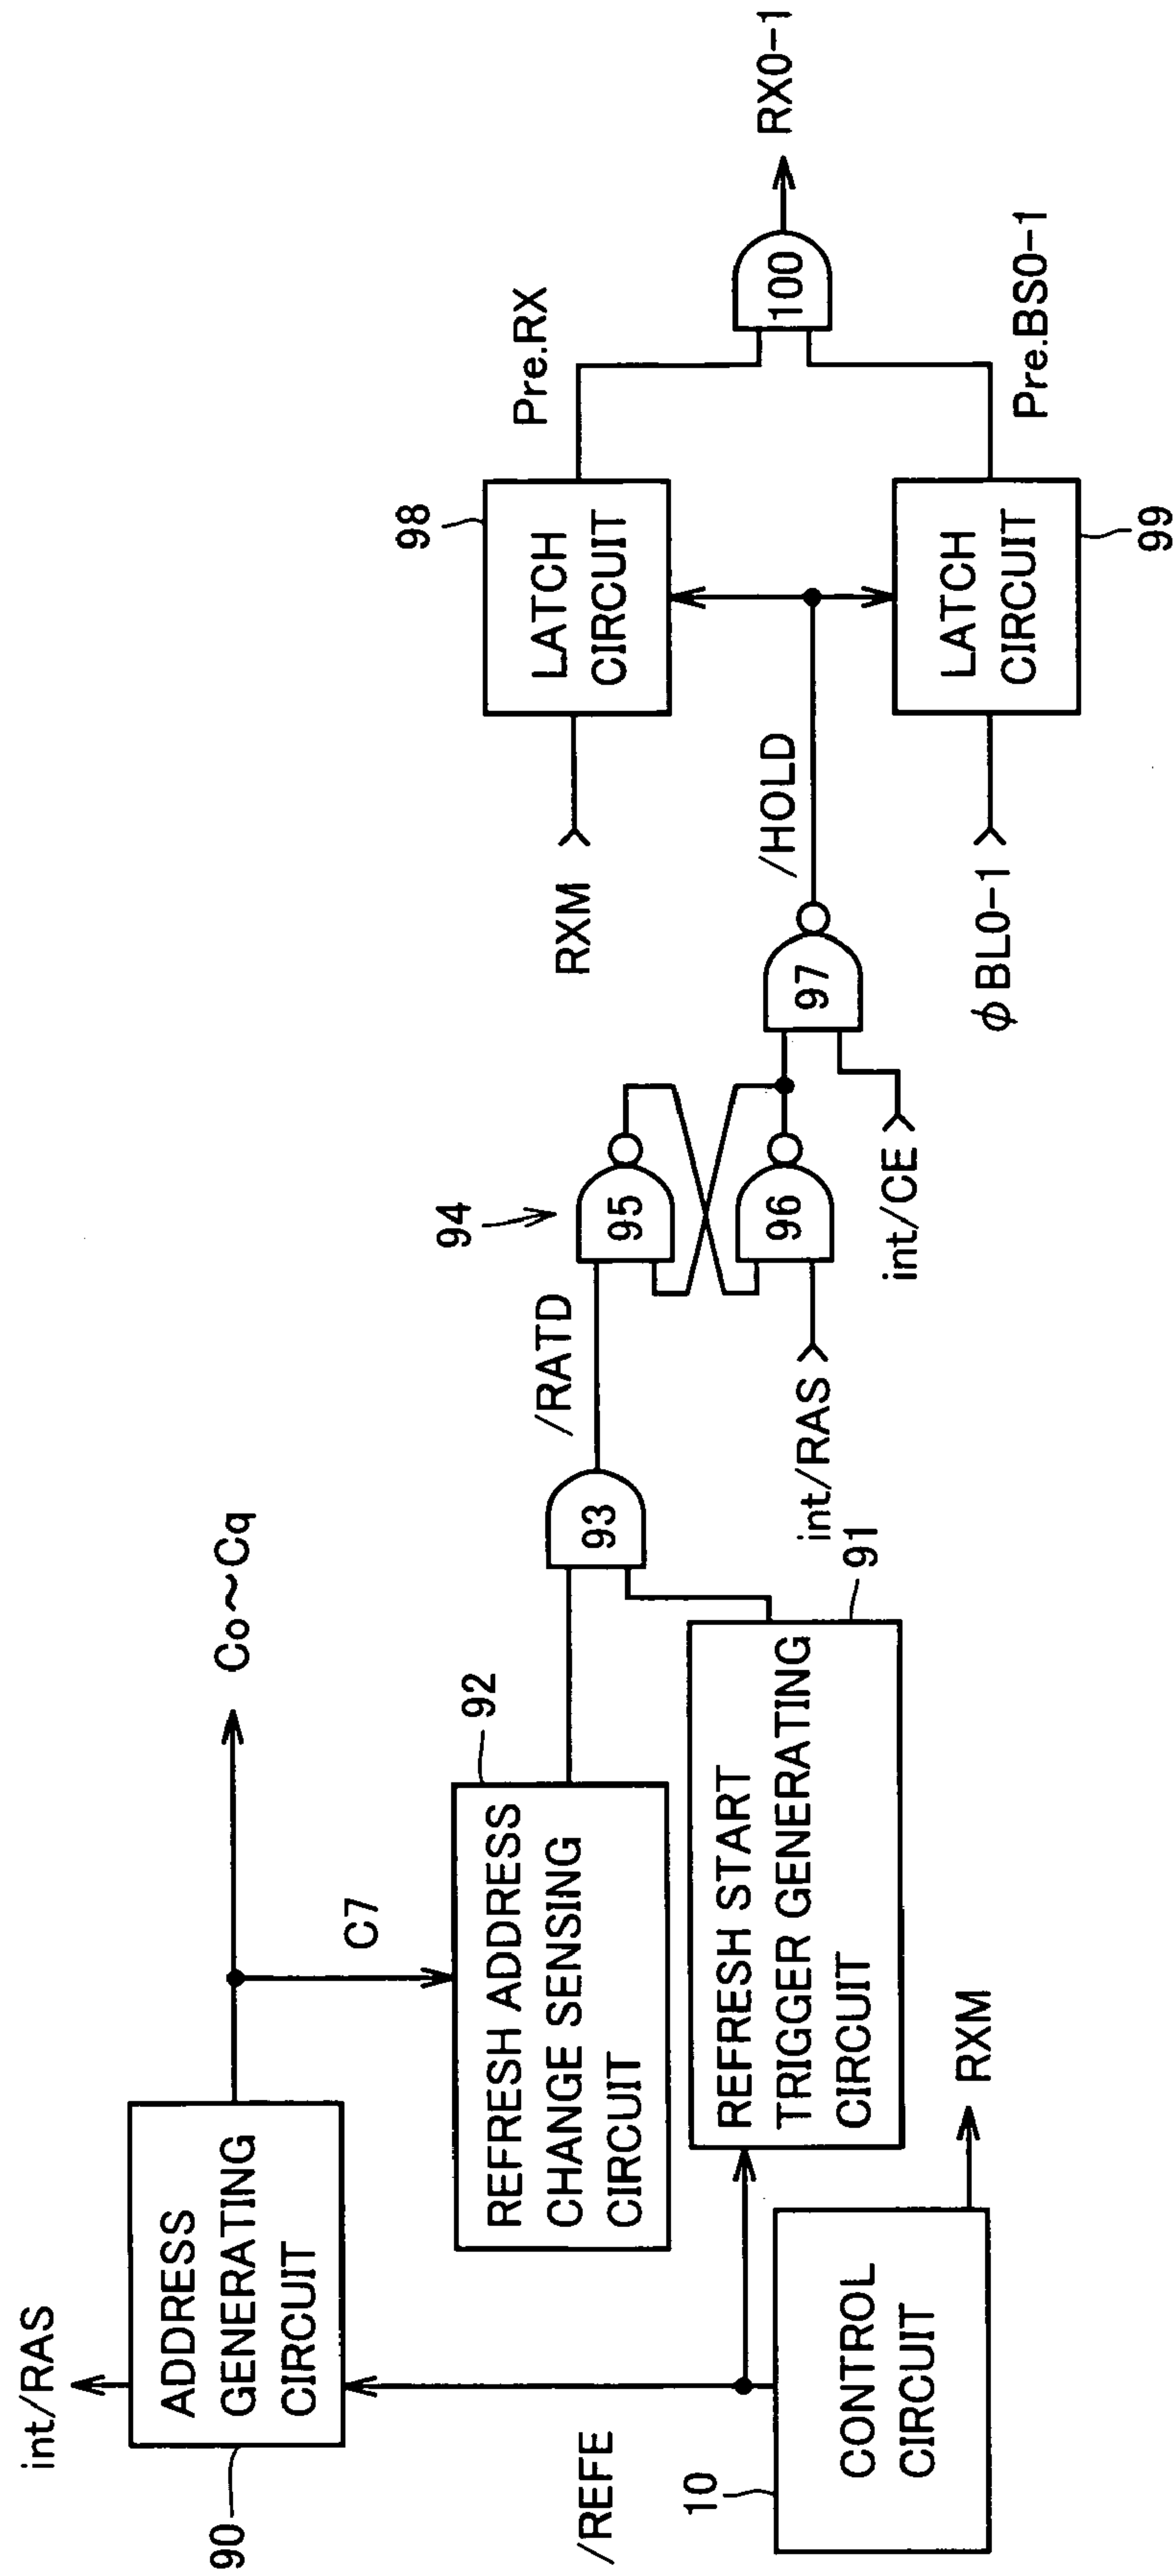 int/RAS
90
ADDRESS
GENERATING
CIRCUIT
Co~Cq
C7
/REFE
10
CONTROL
CIRCUIT
RXM
92
REFRESH ADDRESS
CHANGE SENSING
CIRCUIT
REFRESH START
TRIGGER GENERATING
CIRCUIT
91
93
/RATD
94
95
96
int/RAS
int/CE
97
/HOLD
RXM
98
LATCH
CIRCUIT
Pre.RX
φBL0-1
LATCH
CIRCUIT
99
Pre.BS0-1
100
RX0-1